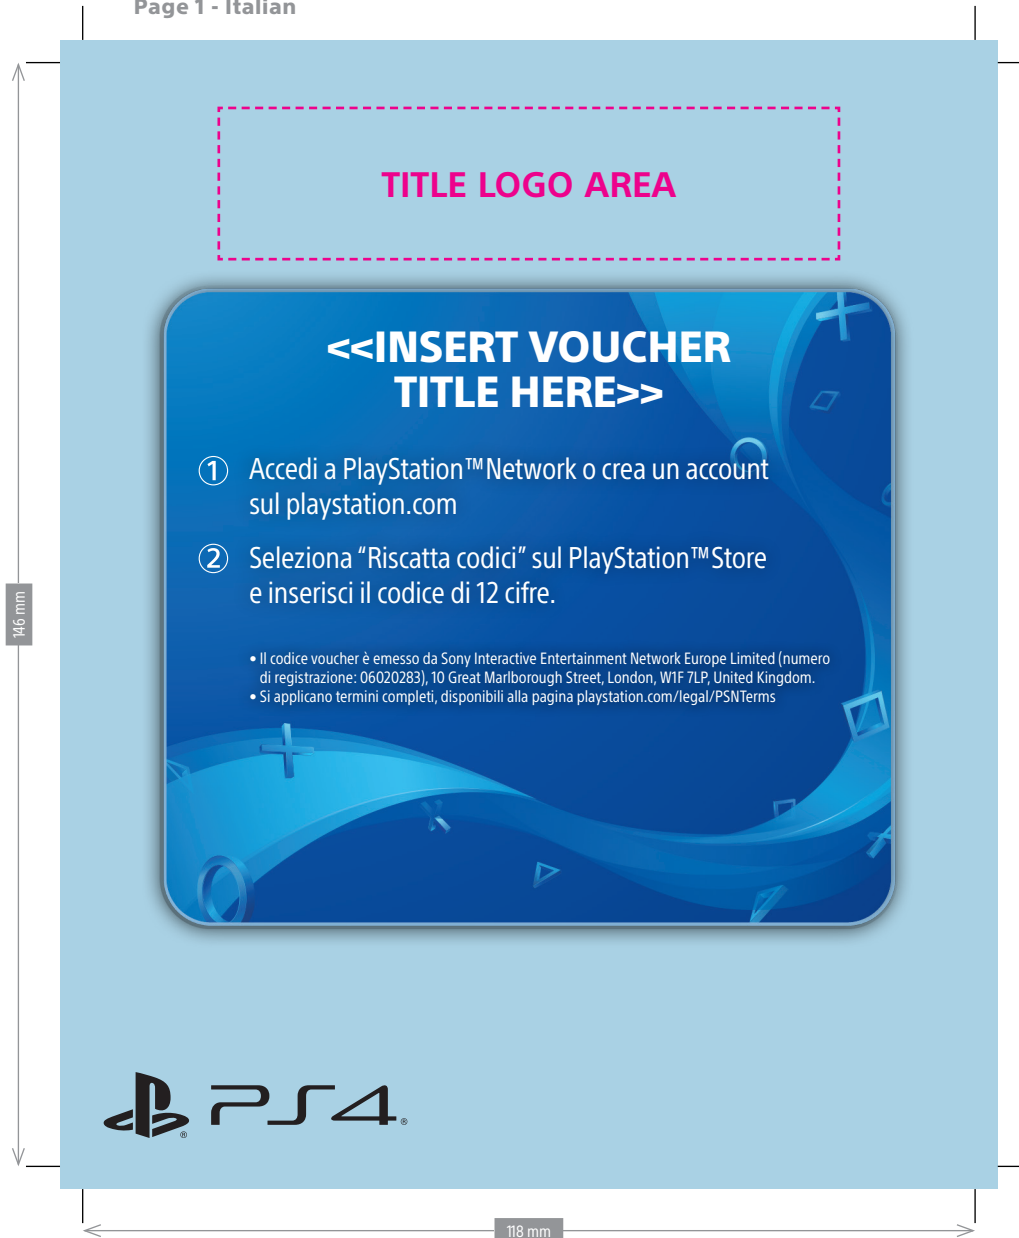 Page 1 - Italian
TITLE LOGO AREA
<<INSERT VOUCHER
TITLE HERE>>
1 Accedi a PlayStation™Network o crea un account
sul playstation.com
2 Seleziona “Riscatta codici” sul PlayStation™Store
e inserisci il codice di 12 cifre.
• Il codice voucher è emesso da Sony Interactive Entertainment Network Europe Limited (numero
di registrazione: 06020283), 10 Great Marlborough Street, London, W1F 7LP, United Kingdom.
• Si applicano termini completi, disponibili alla pagina playstation.com/legal/PSNTerms
146 mm
® PS4®
118 mm